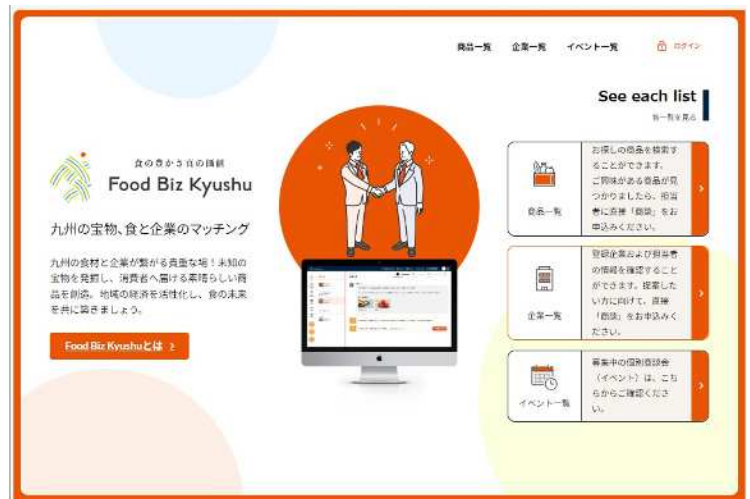 商品一覧 企業一覧 イベント一覧 ログイン
See each list
各一覧を見る
食の豊かさ真の価値
Food Biz Kyushu
九州の宝物、食と企業のマッチング
九州の食材と企業が繋がる貴重な場！未知の
宝物を発掘し、消費者へ届ける素晴らしい商
品を創造。地域の経済を活性化し、食の未来
を共に築きましょう。
Food Biz Kyushuとは
商品一覧
お探しの商品を検索す
ることができます。
ご興味がある商品が見
つかりましたら、担当
者に直接「商談」をお
申込みください。
企業一覧
登録企業および担当者
の情報を確認すること
ができます。提案した
い方に向けて、直接
「商談」をお申込みく
ださい。
イベント一覧
募集中の個別商談会
（イベント）は、こち
らからご確認くださ
い。